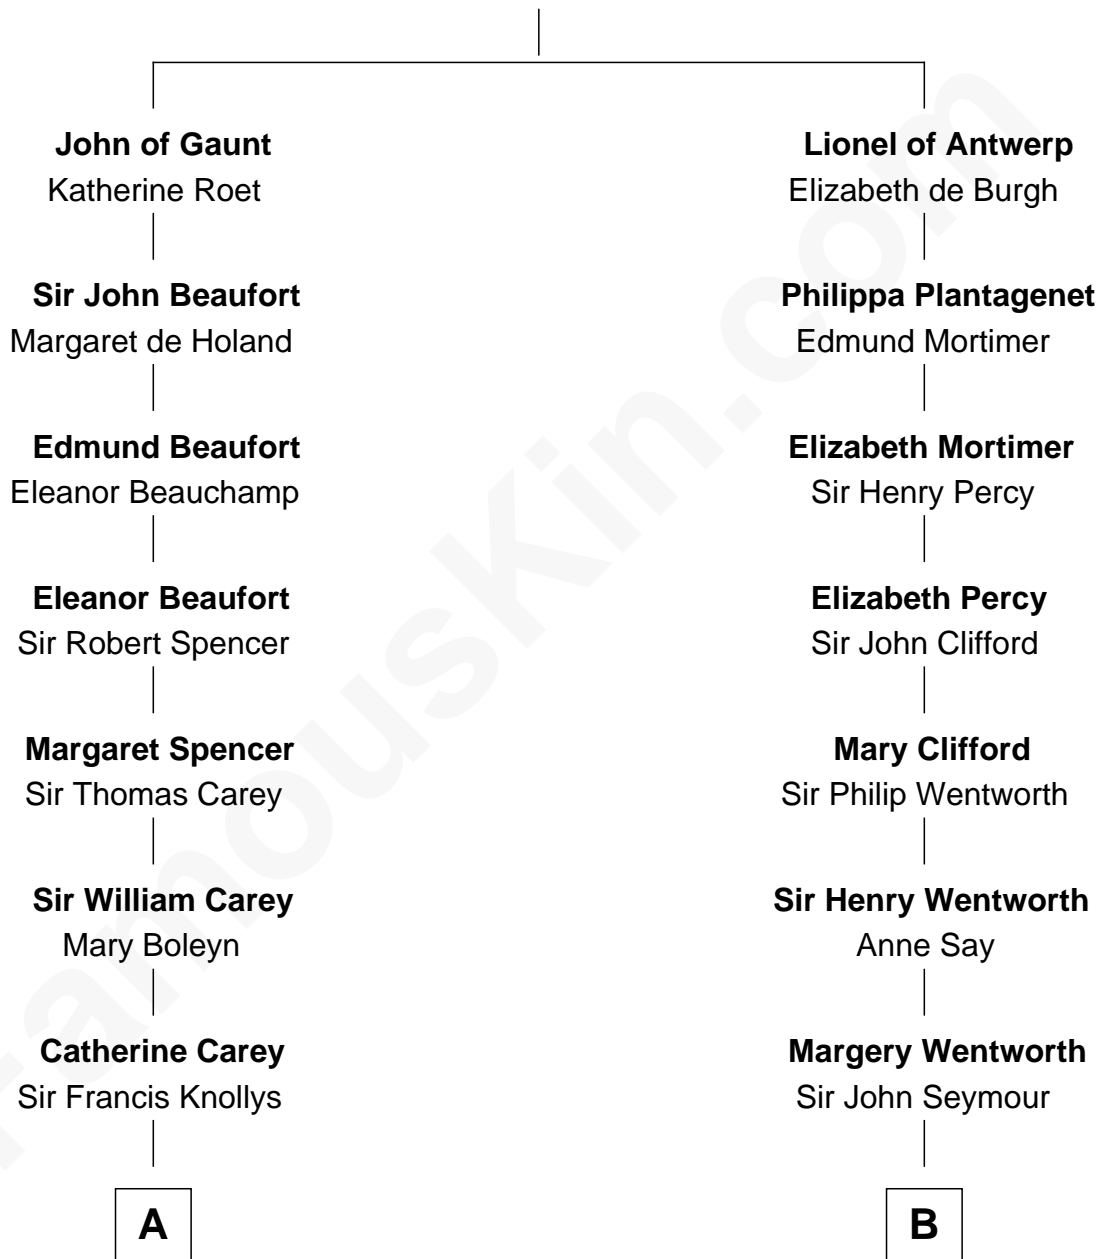 John of Gaunt
Katherine Roet
Sir John Beaufort
Margaret de Holand
Edmund Beaufort
Eleanor Beauchamp
Eleanor Beaufort
Sir Robert Spencer
Margaret Spencer
Sir Thomas Carey
Sir William Carey
Mary Boleyn
Catherine Carey
Sir Francis Knollys
A
Lionel of Antwerp
Elizabeth de Burgh
Philippa Plantagenet
Edmund Mortimer
Elizabeth Mortimer
Sir Henry Percy
Elizabeth Percy
Sir John Clifford
Mary Clifford
Sir Philip Wentworth
Sir Henry Wentworth
Anne Say
Margery Wentworth
Sir John Seymour
B
FamousKin.com